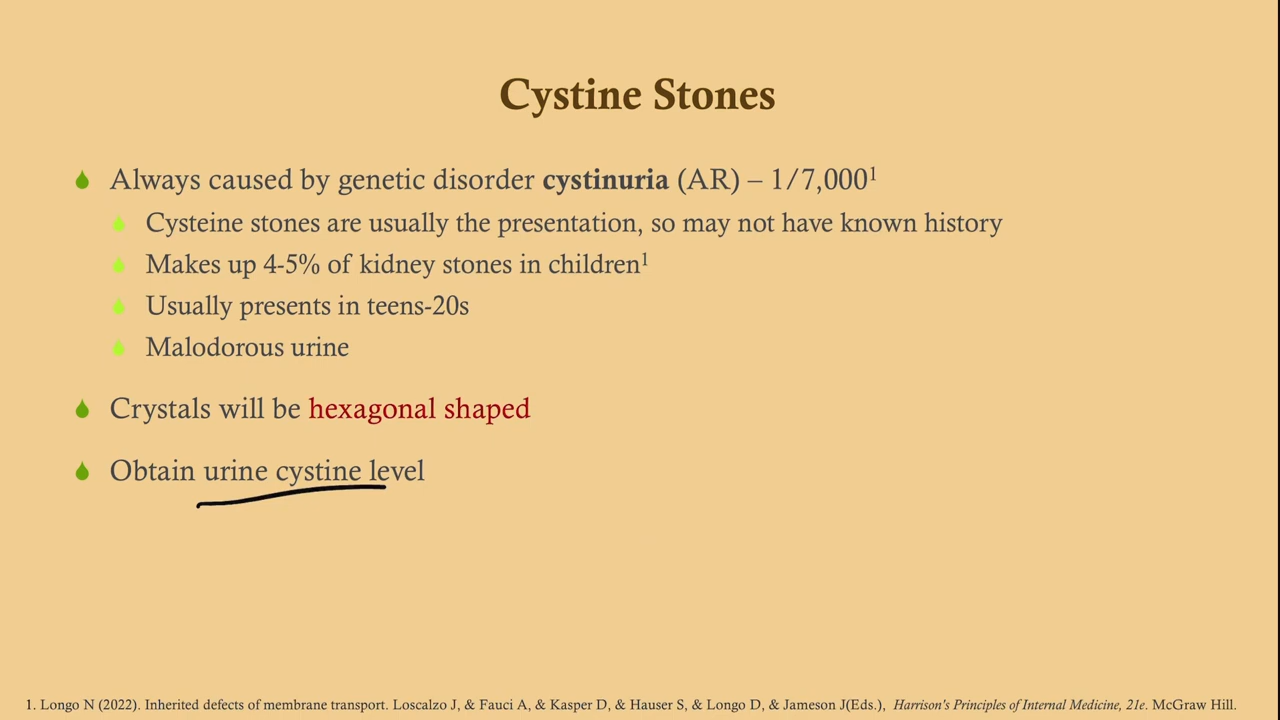 Cystine Stones
Always caused by genetic disorder cystinuria (AR) – 1/7,000¹
Cysteine stones are usually the presentation, so may not have known history
Makes up 4-5% of kidney stones in children¹
Usually presents in teens-20s
Malodorous urine
Crystals will be hexagonal shaped
Obtain urine cystine level
1. Longo N (2022). Inherited defects of membrane transport. Loscalzo J, & Fauci A, & Kasper D, & Hauser S, & Longo D, & Jameson J(Eds.), Harrison's Principles of Internal Medicine, 21e. McGraw Hill.